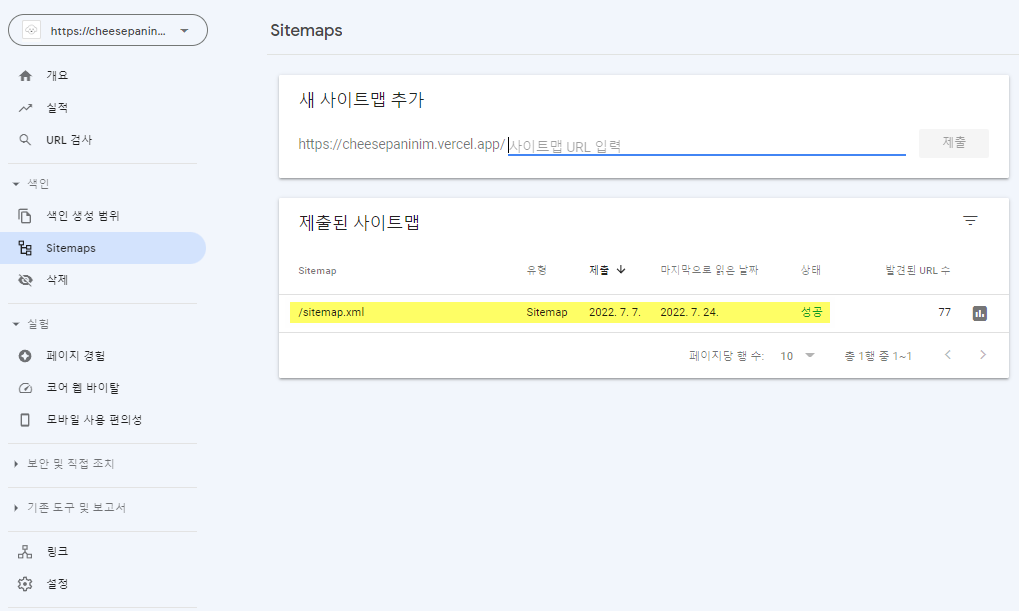 https://cheesepanin...
개요
실적
URL 검사
색인
색인 생성 범위
Sitemaps
삭제
실험
페이지 경험
코어 웹 바이탈
모바일 사용 편의성
보안 및 직접 조치
기존 도구 및 보고서
링크
설정
Sitemaps
새 사이트맵 추가
https://cheesepaninim.vercel.app/ 사이트맵 URL 입력 제출
제출된 사이트맵
Sitemap 유형 제출 마지막으로 읽은 날짜 상태 발견된 URL 수
/sitemap.xml Sitemap 2022. 7. 7. 2022. 7. 24. 성공 77
페이지당 행 수: 10 총 1행 중 1~1